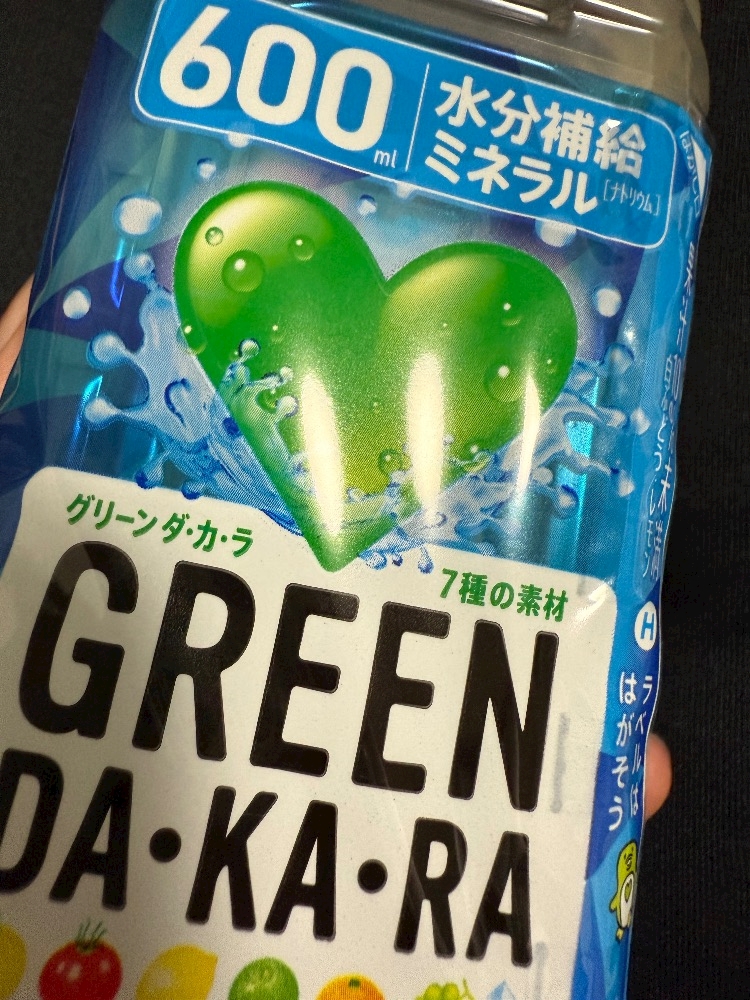 600ml
水分補給
ミネラル[ナトリウム]
グリーンダ・カ・ラ
7種の素材
GREEN
DA・KA・RA
H
ラベルは
はがそう